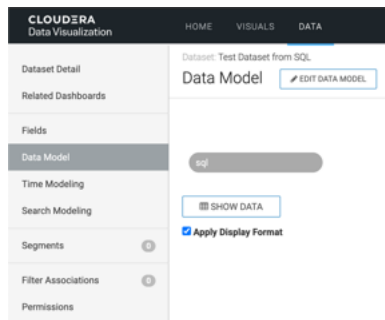 CLOUDERA
Data Visualization
HOME VISUALS DATA
Dataset Detail
Related Dashboards
Fields
Data Model
Time Modeling
Search Modeling
Segments 0
Filter Associations 0
Permissions
Dataset: Test Dataset from SQL
Data Model EDIT DATA MODEL
sql
SHOW DATA
Apply Display Format